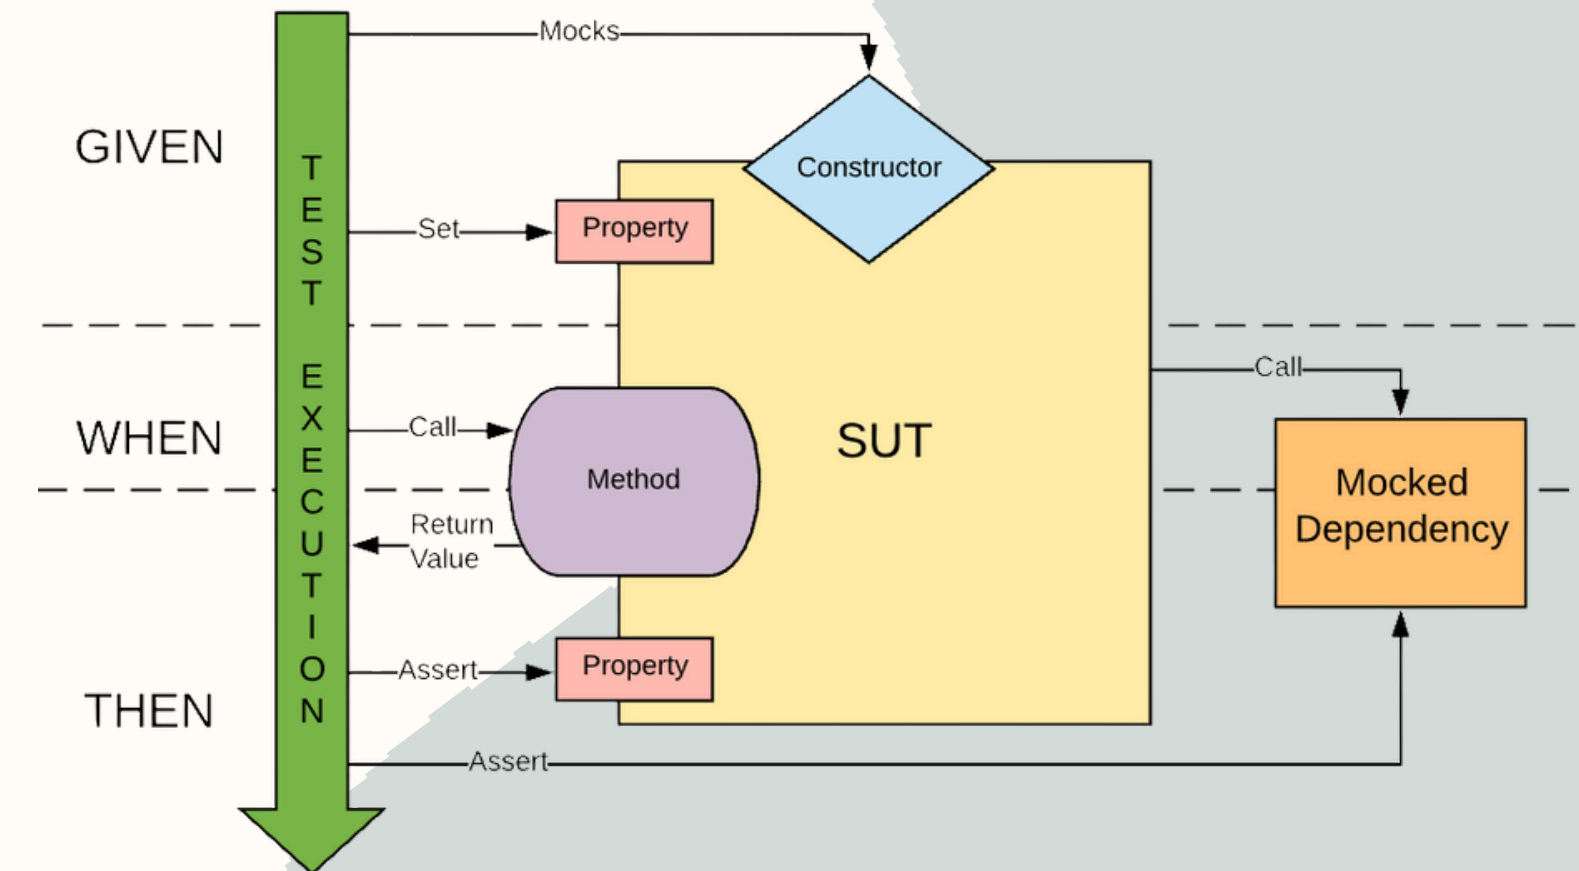 Mocks
GIVEN
Constructor
TEST EXECUTION
Set
Property
Call
Call
WHEN
SUT
Method
Mocked
Dependency
Return
Value
Assert
Property
THEN
Assert